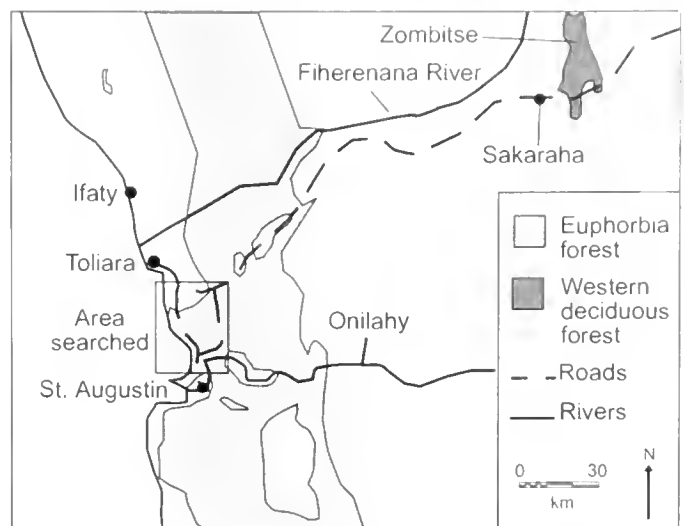 Zombitse
Fiherenana River
Sakaraha
Ifaty
Toliara
Area
searched
Onilahy
St. Augustin
Euphorbia
forest
Western
deciduous
forest
Roads
Rivers
N
0 30
km